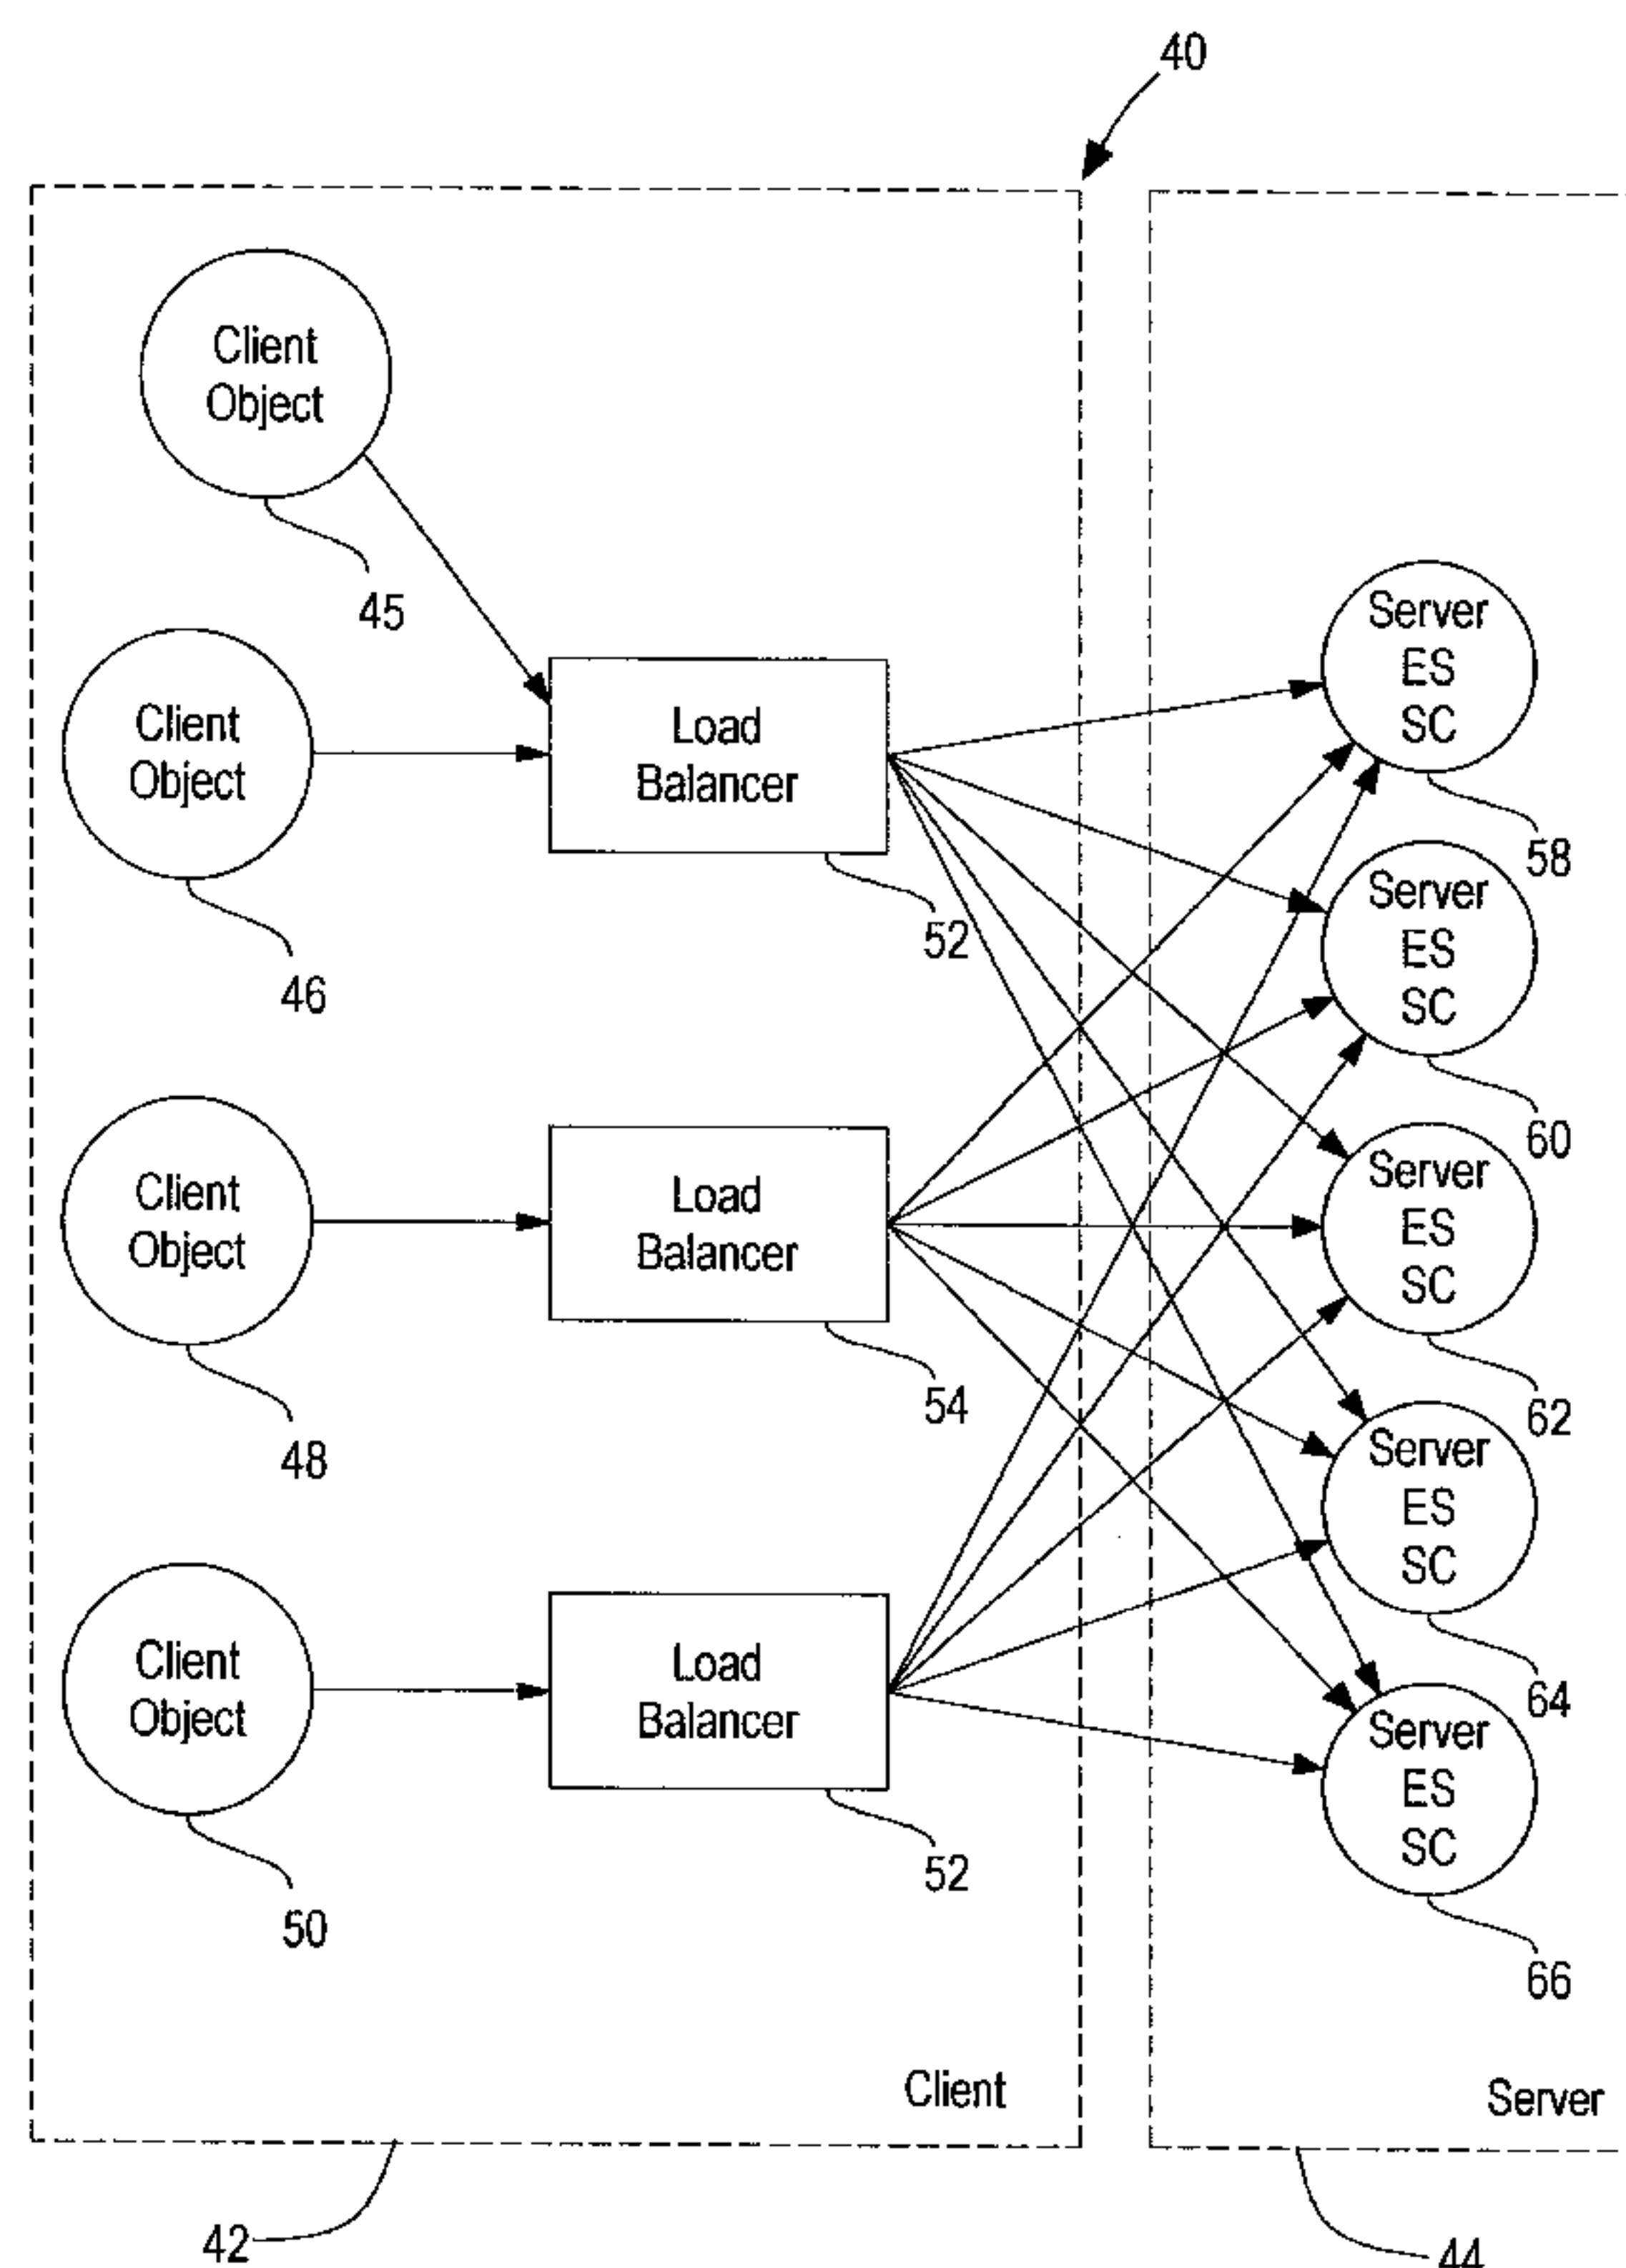 40
Client
Object
45
Client
Object
46
Load
Balancer
52
Server
ES
SC
58
Server
ES
SC
60
Client
Object
48
Load
Balancer
54
Server
ES
SC
62
Server
ES
SC
64
Client
Object
50
Load
Balancer
52
Server
ES
SC
66
Client
Server
42
44